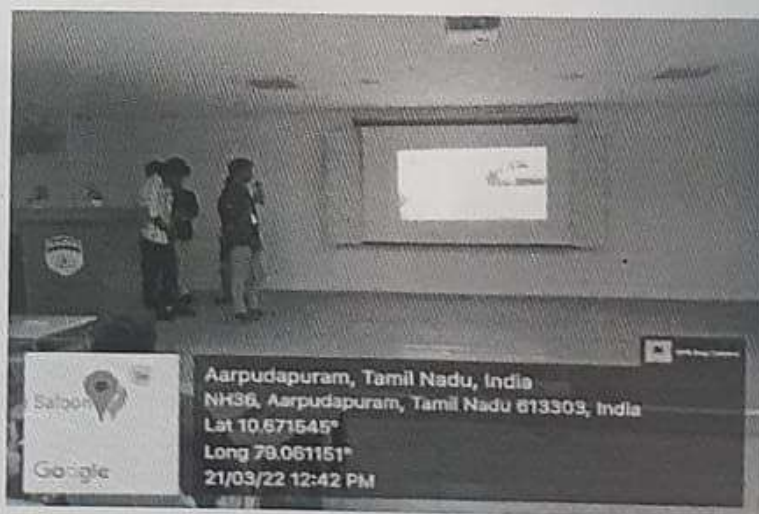 Aarpudapuram, Tamil Nadu, India
NH36, Aarpudapuram, Tamil Nadu 613303, India
Lat 10.671545°
Long 79.061151°
21/03/22 12:42 PM
Google